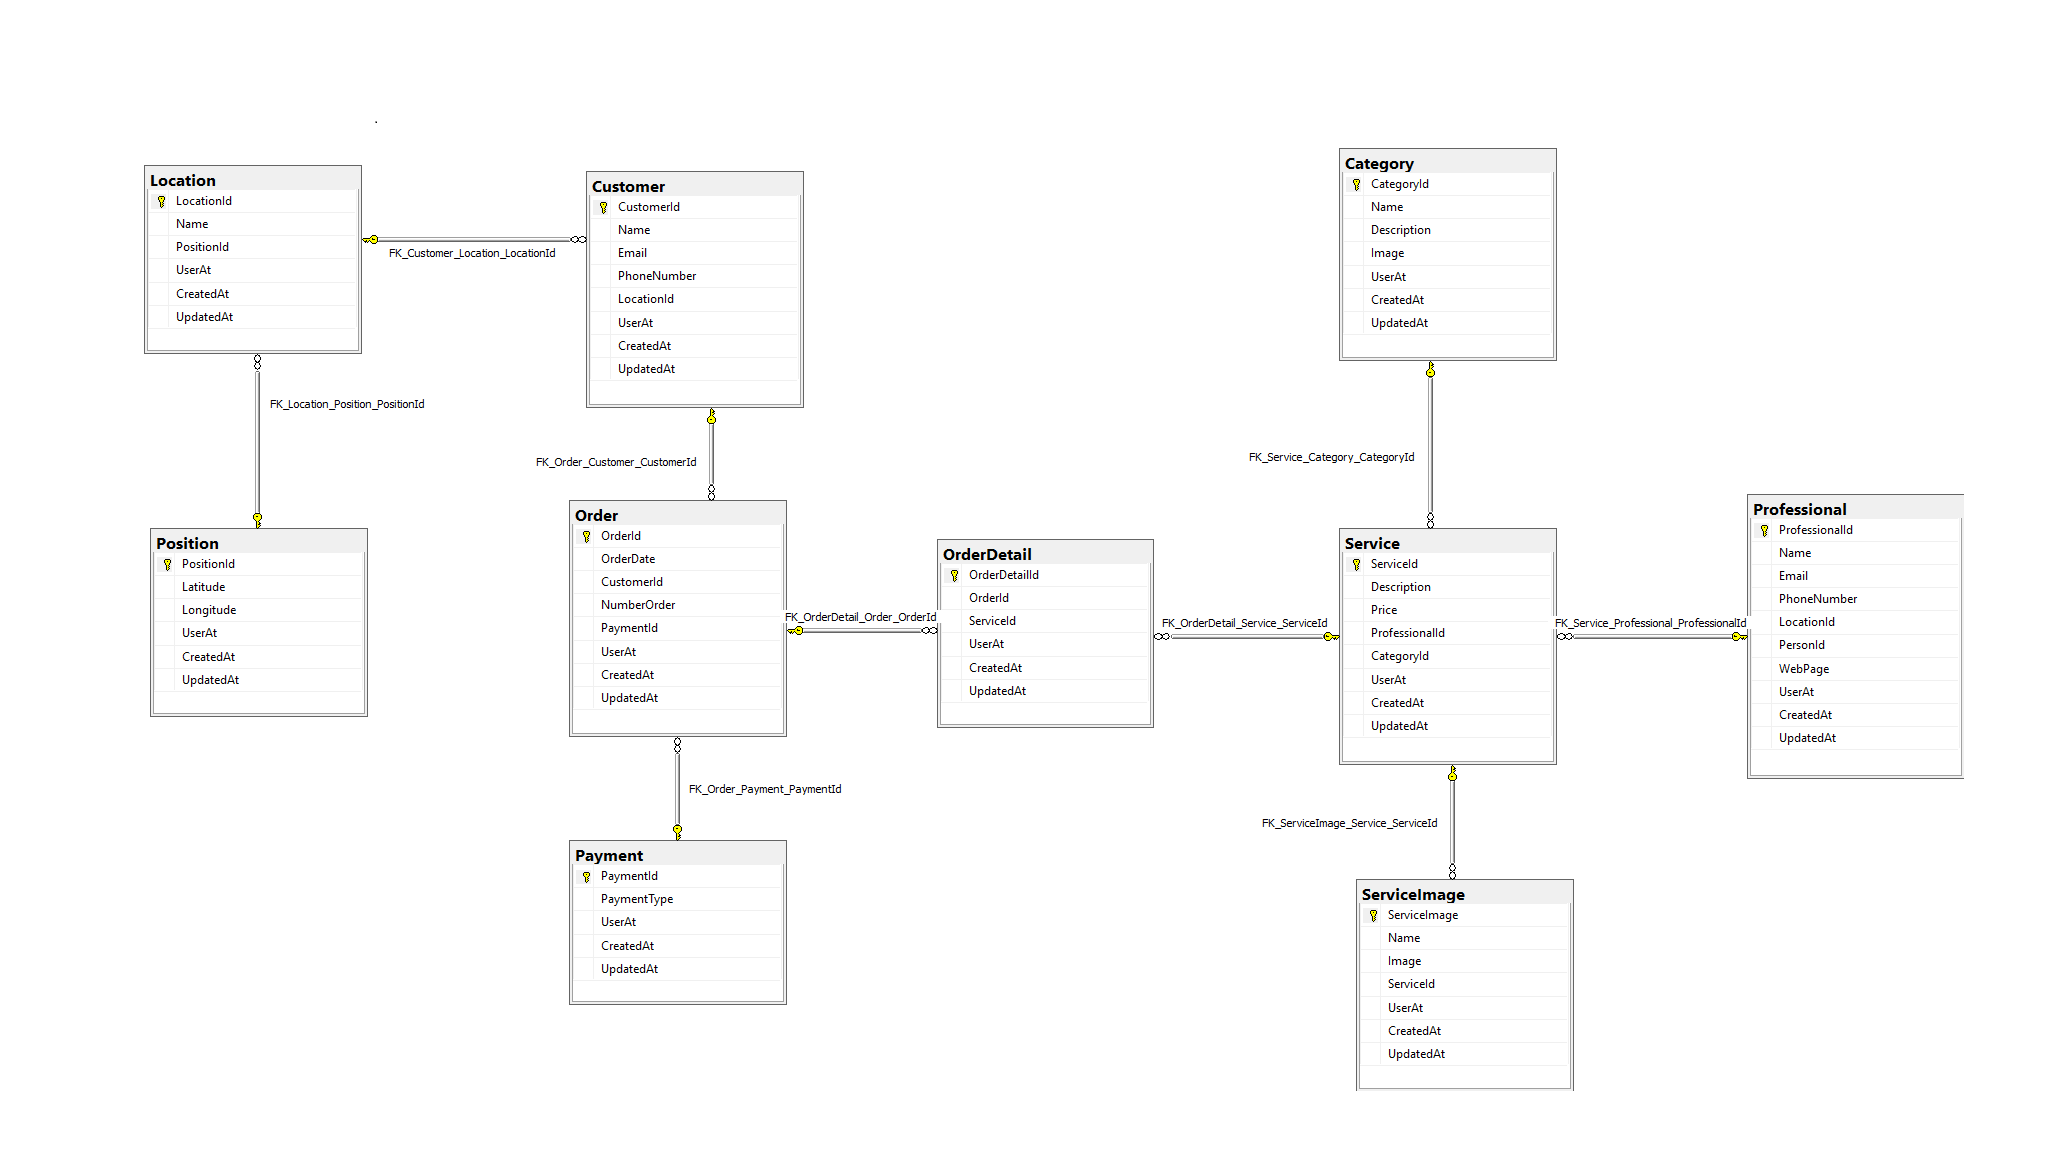 Location
LocationId
Name
PositionId
UserAt
CreatedAt
UpdatedAt
FK_Customer_Location_LocationId
Customer
CustomerId
Name
Email
PhoneNumber
LocationId
UserAt
CreatedAt
UpdatedAt
FK_Location_Position_PositionId
Position
PositionId
Latitude
Longitude
UserAt
CreatedAt
UpdatedAt
FK_Order_Customer_CustomerId
Order
OrderId
OrderDate
CustomerId
NumberOrder
PaymentId
UserAt
CreatedAt
UpdatedAt
FK_Order_Payment_PaymentId
Payment
PaymentId
PaymentType
UserAt
CreatedAt
UpdatedAt
FK_OrderDetail_Order_OrderId
OrderDetail
OrderDetailId
OrderId
ServiceId
UserAt
CreatedAt
UpdatedAt
FK_OrderDetail_Service_ServiceId
Category
CategoryId
Name
Description
Image
UserAt
CreatedAt
UpdatedAt
FK_Service_Category_CategoryId
Service
ServiceId
Description
Price
ProfessionalId
CategoryId
UserAt
CreatedAt
UpdatedAt
FK_Service_Professional_ProfessionalId
Professional
ProfessionalId
Name
Email
PhoneNumber
LocationId
PersonId
WebPage
UserAt
CreatedAt
UpdatedAt
FK_ServiceImage_Service_ServiceId
ServiceImage
ServiceImage
Name
Image
ServiceId
UserAt
CreatedAt
UpdatedAt